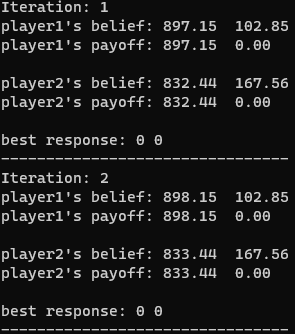 Iteration: 1
player1's belief: 897.15  102.85
player1's payoff: 897.15  0.00

player2's belief: 832.44  167.56
player2's payoff: 832.44  0.00

best response: 0 0
--------------------------------
Iteration: 2
player1's belief: 898.15  102.85
player1's payoff: 898.15  0.00

player2's belief: 833.44  167.56
player2's payoff: 833.44  0.00

best response: 0 0
--------------------------------